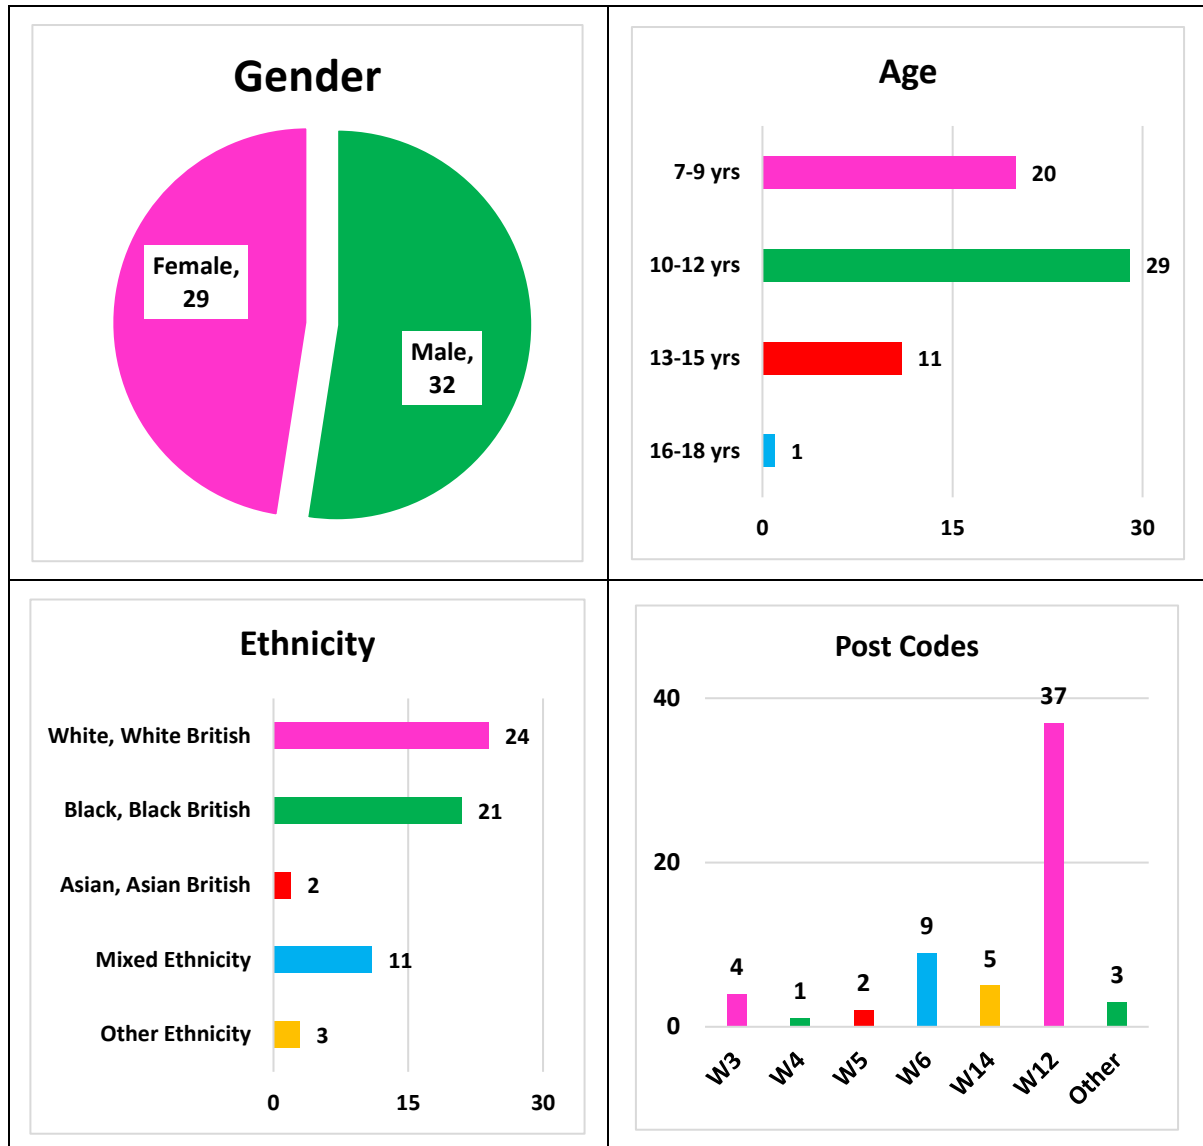 Gender
Female,
29
Male,
32
Age
7-9 yrs
20
10-12 yrs
29
13-15 yrs
11
16-18 yrs
1
0 15 30
Ethnicity
White, White British
24
Black, Black British
21
Asian, Asian British
2
Mixed Ethnicity
11
Other Ethnicity
3
0 15 30
Post Codes
40
20
0
4
1
2
9
5
37
3
W3 W4 W5 W6 W14 W12 Other